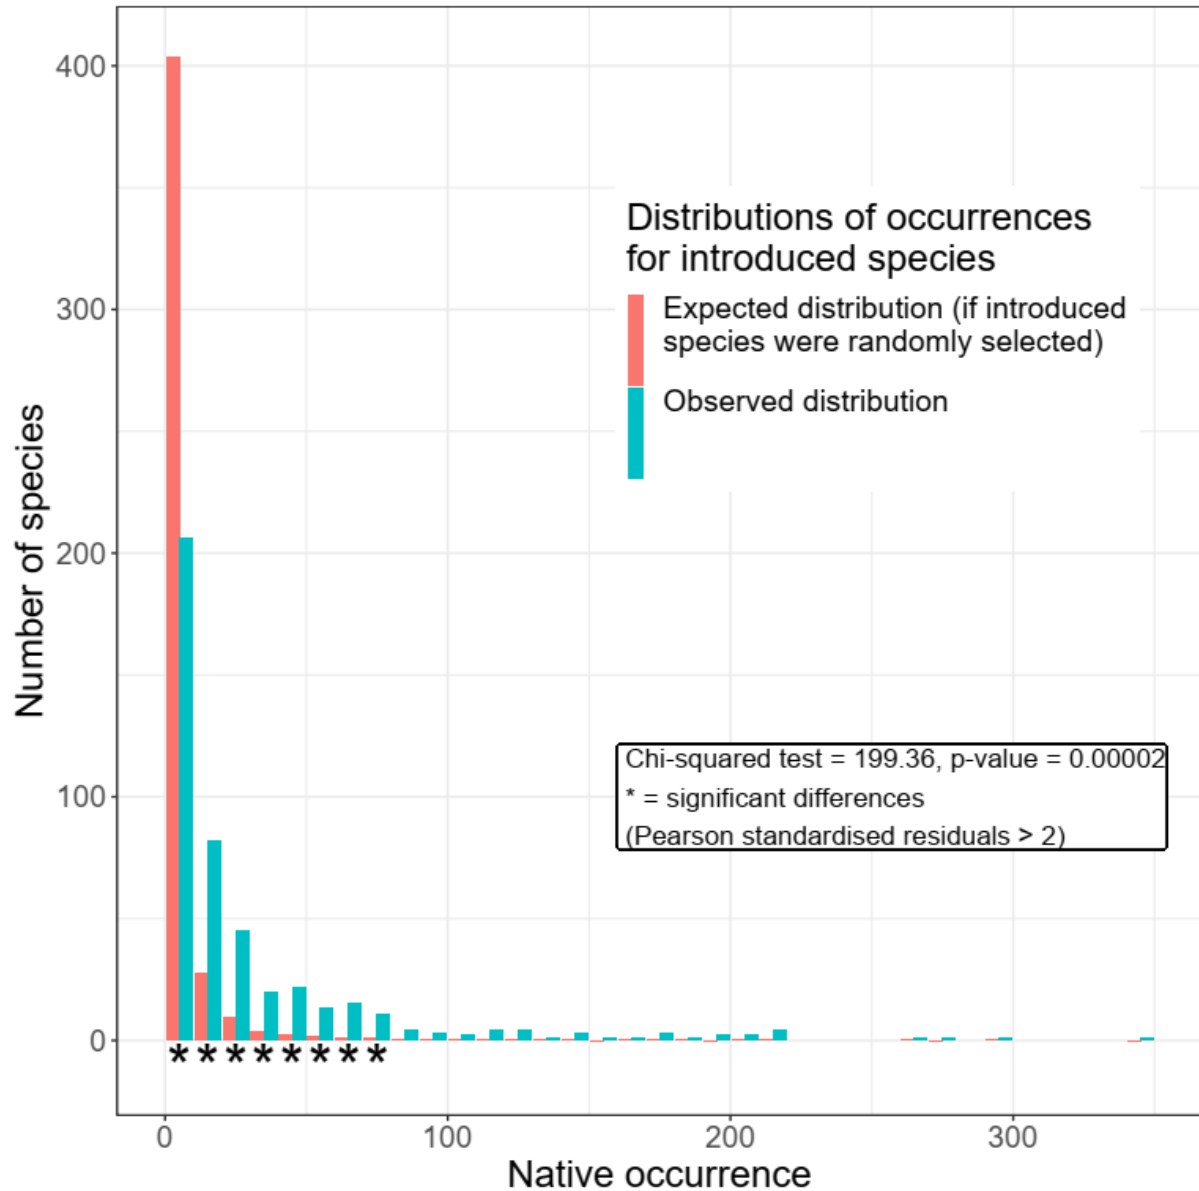 400
300
200
100
0
Number of species
Distributions of occurrences
for introduced species
Expected distribution (if introduced
species were randomly selected)
Observed distribution
Chi-squared test = 199.36, p-value = 0.00002
* = significant differences
(Pearson standardised residuals > 2)
* * * * * * * *
0 100 200 300
Native occurrence